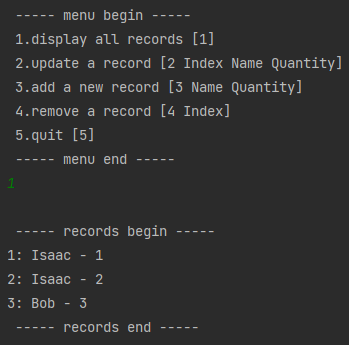 ----- menu begin -----
1.display all records [1]
2.update a record [2 Index Name Quantity]
3.add a new record [3 Name Quantity]
4.remove a record [4 Index]
5.quit [5]
----- menu end -----
1
----- records begin -----
1: Isaac - 1
2: Isaac - 2
3: Bob - 3
----- records end -----